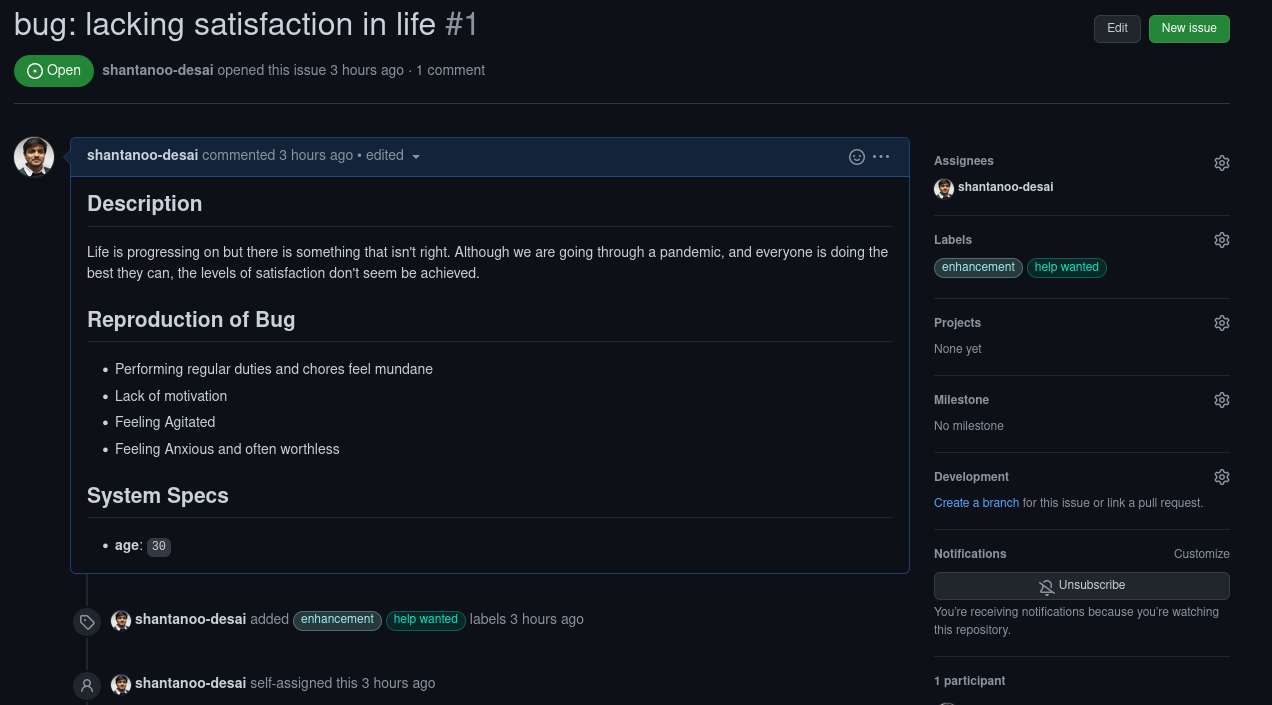 bug: lacking satisfaction in life #1
Edit
New issue
Open
shantanoo-desai opened this issue 3 hours ago · 1 comment
shantanoo-desai commented 3 hours ago • edited
Description
Life is progressing on but there is something that isn't right. Although we are going through a pandemic, and everyone is doing the
best they can, the levels of satisfaction don't seem be achieved.
Reproduction of Bug
• Performing regular duties and chores feel mundane
• Lack of motivation
• Feeling Agitated
• Feeling Anxious and often worthless
System Specs
• age: 30
shantanoo-desai added enhancement help wanted labels 3 hours ago
shantanoo-desai self-assigned this 3 hours ago
Assignees
shantanoo-desai
Labels
enhancement help wanted
Projects
None yet
Milestone
No milestone
Development
Create a branch for this issue or link a pull request.
Notifications
Customize
Unsubscribe
You're receiving notifications because you're watching
this repository.
1 participant